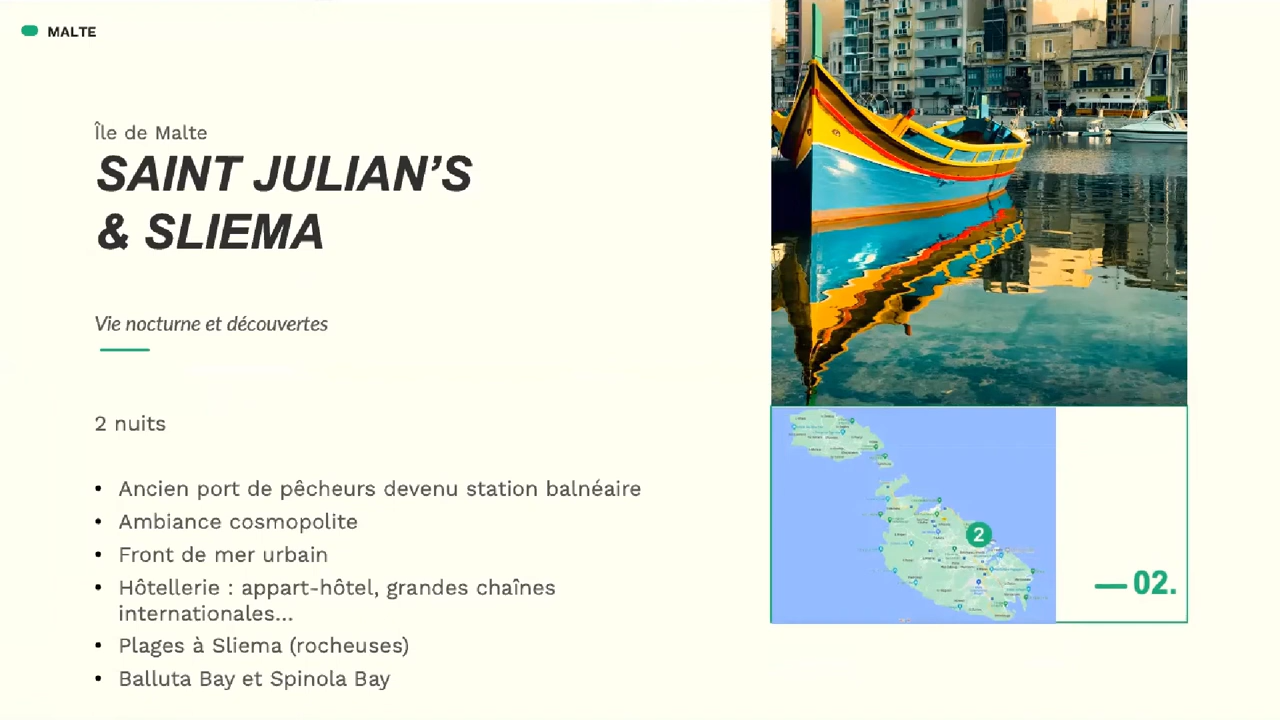 MALTE
Île de Malte
SAINT JULIAN’S
& SLIEMA
Vie nocturne et découvertes
2 nuits
• Ancien port de pêcheurs devenu station balnéaire
• Ambiance cosmopolite
• Front de mer urbain
• Hôtellerie : appart-hôtel, grandes chaînes
internationales...
• Plages à Sliema (rocheuses)
• Balluta Bay et Spinola Bay
2
02.